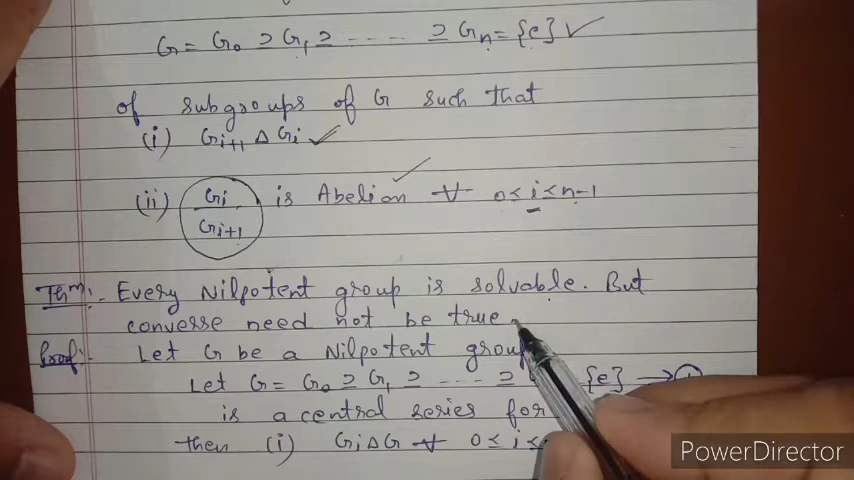 G = G₀ ⊇ G₁ ⊇ ---- ⊇ Gₙ = {e} ✓
of subgroups of G such that
(i) Gᵢ₊₁ Δ Gᵢ ✓
(ii) Gᵢ/Gᵢ₊₁ is Abelian ∀ 0 ≤ i ≤ n-1
Thm:- Every Nilpotent group is solvable. But
converse need not be true.
Proof:- Let G be a Nilpotent group
Let G = G₀ ⊇ G₁ ⊇ ---- ⊇ {e} →
is a central series for
then (i) Gᵢ Δ G ∀ 0 ≤ i ≤
PowerDirector